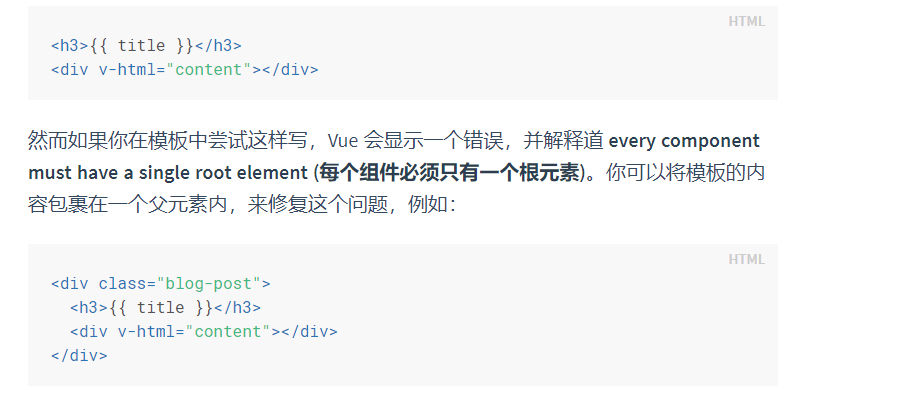 HTML
<h3>{{ title }}</h3>
<div v-html="content"></div>
然而如果你在模板中尝试这样写，Vue 会显示一个错误，并解释道 every component
must have a single root element (每个组件必须只有一个根元素)。你可以将模板的内
容包裹在一个父元素内，来修复这个问题，例如：
HTML
<div class="blog-post">
  <h3>{{ title }}</h3>
  <div v-html="content"></div>
</div>